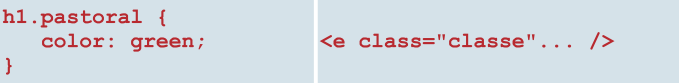 h1.pastoral {
color: green;
<e class="classe"... />
}